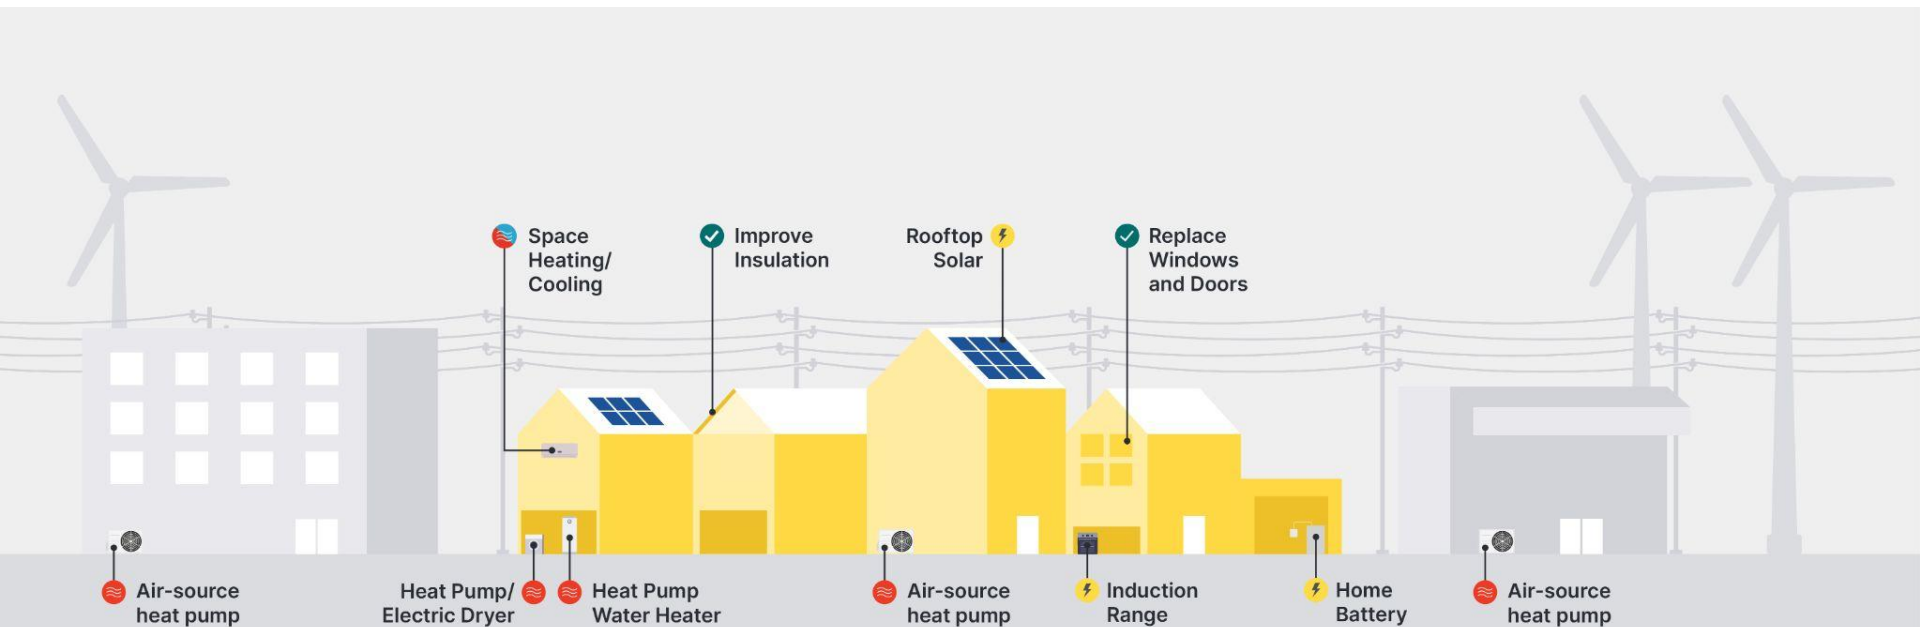 Space
Heating/
Cooling
Improve
Insulation
Rooftop
Solar
Replace
Windows
and Doors
Air-source
heat pump
Heat Pump/
Electric Dryer
Heat Pump
Water Heater
Air-source
heat pump
Induction
Range
Home
Battery
Air-source
heat pump